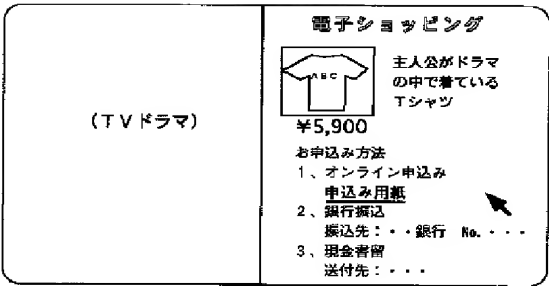 (TVドラマ)
電子ショッピング
ABC
主人公がドラマ
の中で着ている
Tシャツ
¥5,900
お申込み方法
1、オンライン申込み
申込み用紙
2、銀行振込
振込先：・・銀行 No.・・・
3、現金書留
送付先：・・・